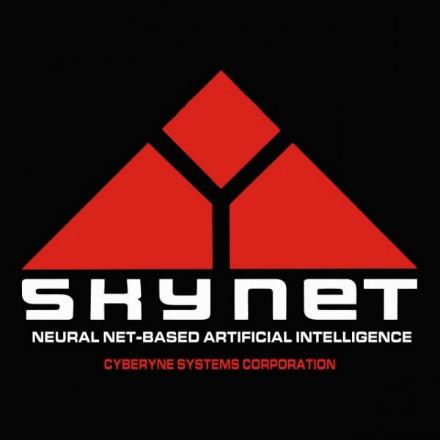 SKYNET
NEURAL NET-BASED ARTIFICIAL INTELLIGENCE
CYBERYNE SYSTEMS CORPORATION